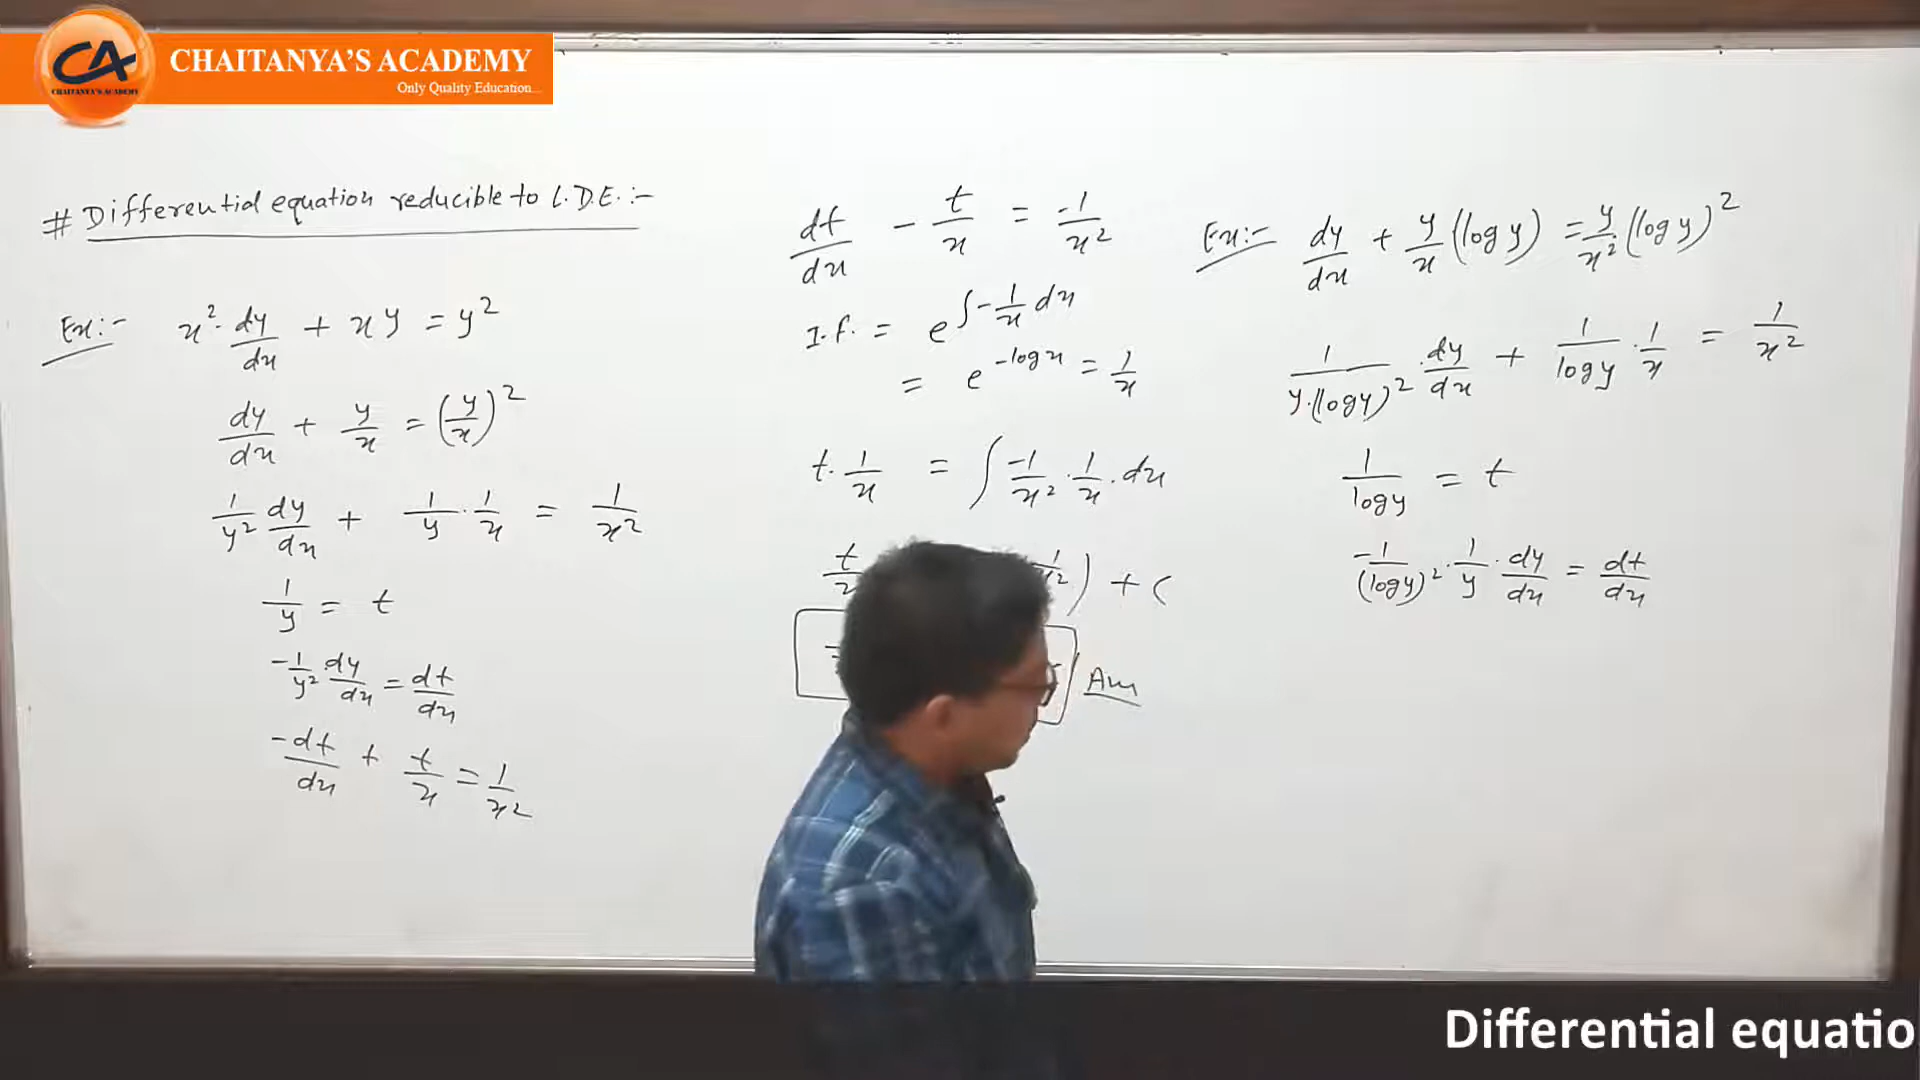 CHAITANYA'S ACADEMY
Only Quality Education...
CA
CHAITANYA'S ACADEMY
# Differential equation reducible to L.D.E. :-
Ex:- x² · dy/dx + xy = y²
dy/dx + y/x = (y/x)²
1/y² dy/dx + 1/y · 1/x = 1/x²
1/y = t
-1/y² · dy/dx = dt/dx
-dt/dx + t/x = 1/x²
dt/dx - t/x = -1/x²
I.f. = e^∫-1/x dx
= e^-log x = 1/x
t · 1/x = ∫ -1/x² · 1/x · dx
t/x ) + C
Ans
Ex:- dy/dx + y/x (log y) = y/x² (log y)²
1/y·(log y)² · dy/dx + 1/log y · 1/x = 1/x²
1/log y = t
-1/(log y)² · 1/y · dy/dx = dt/dx
Differential equatio